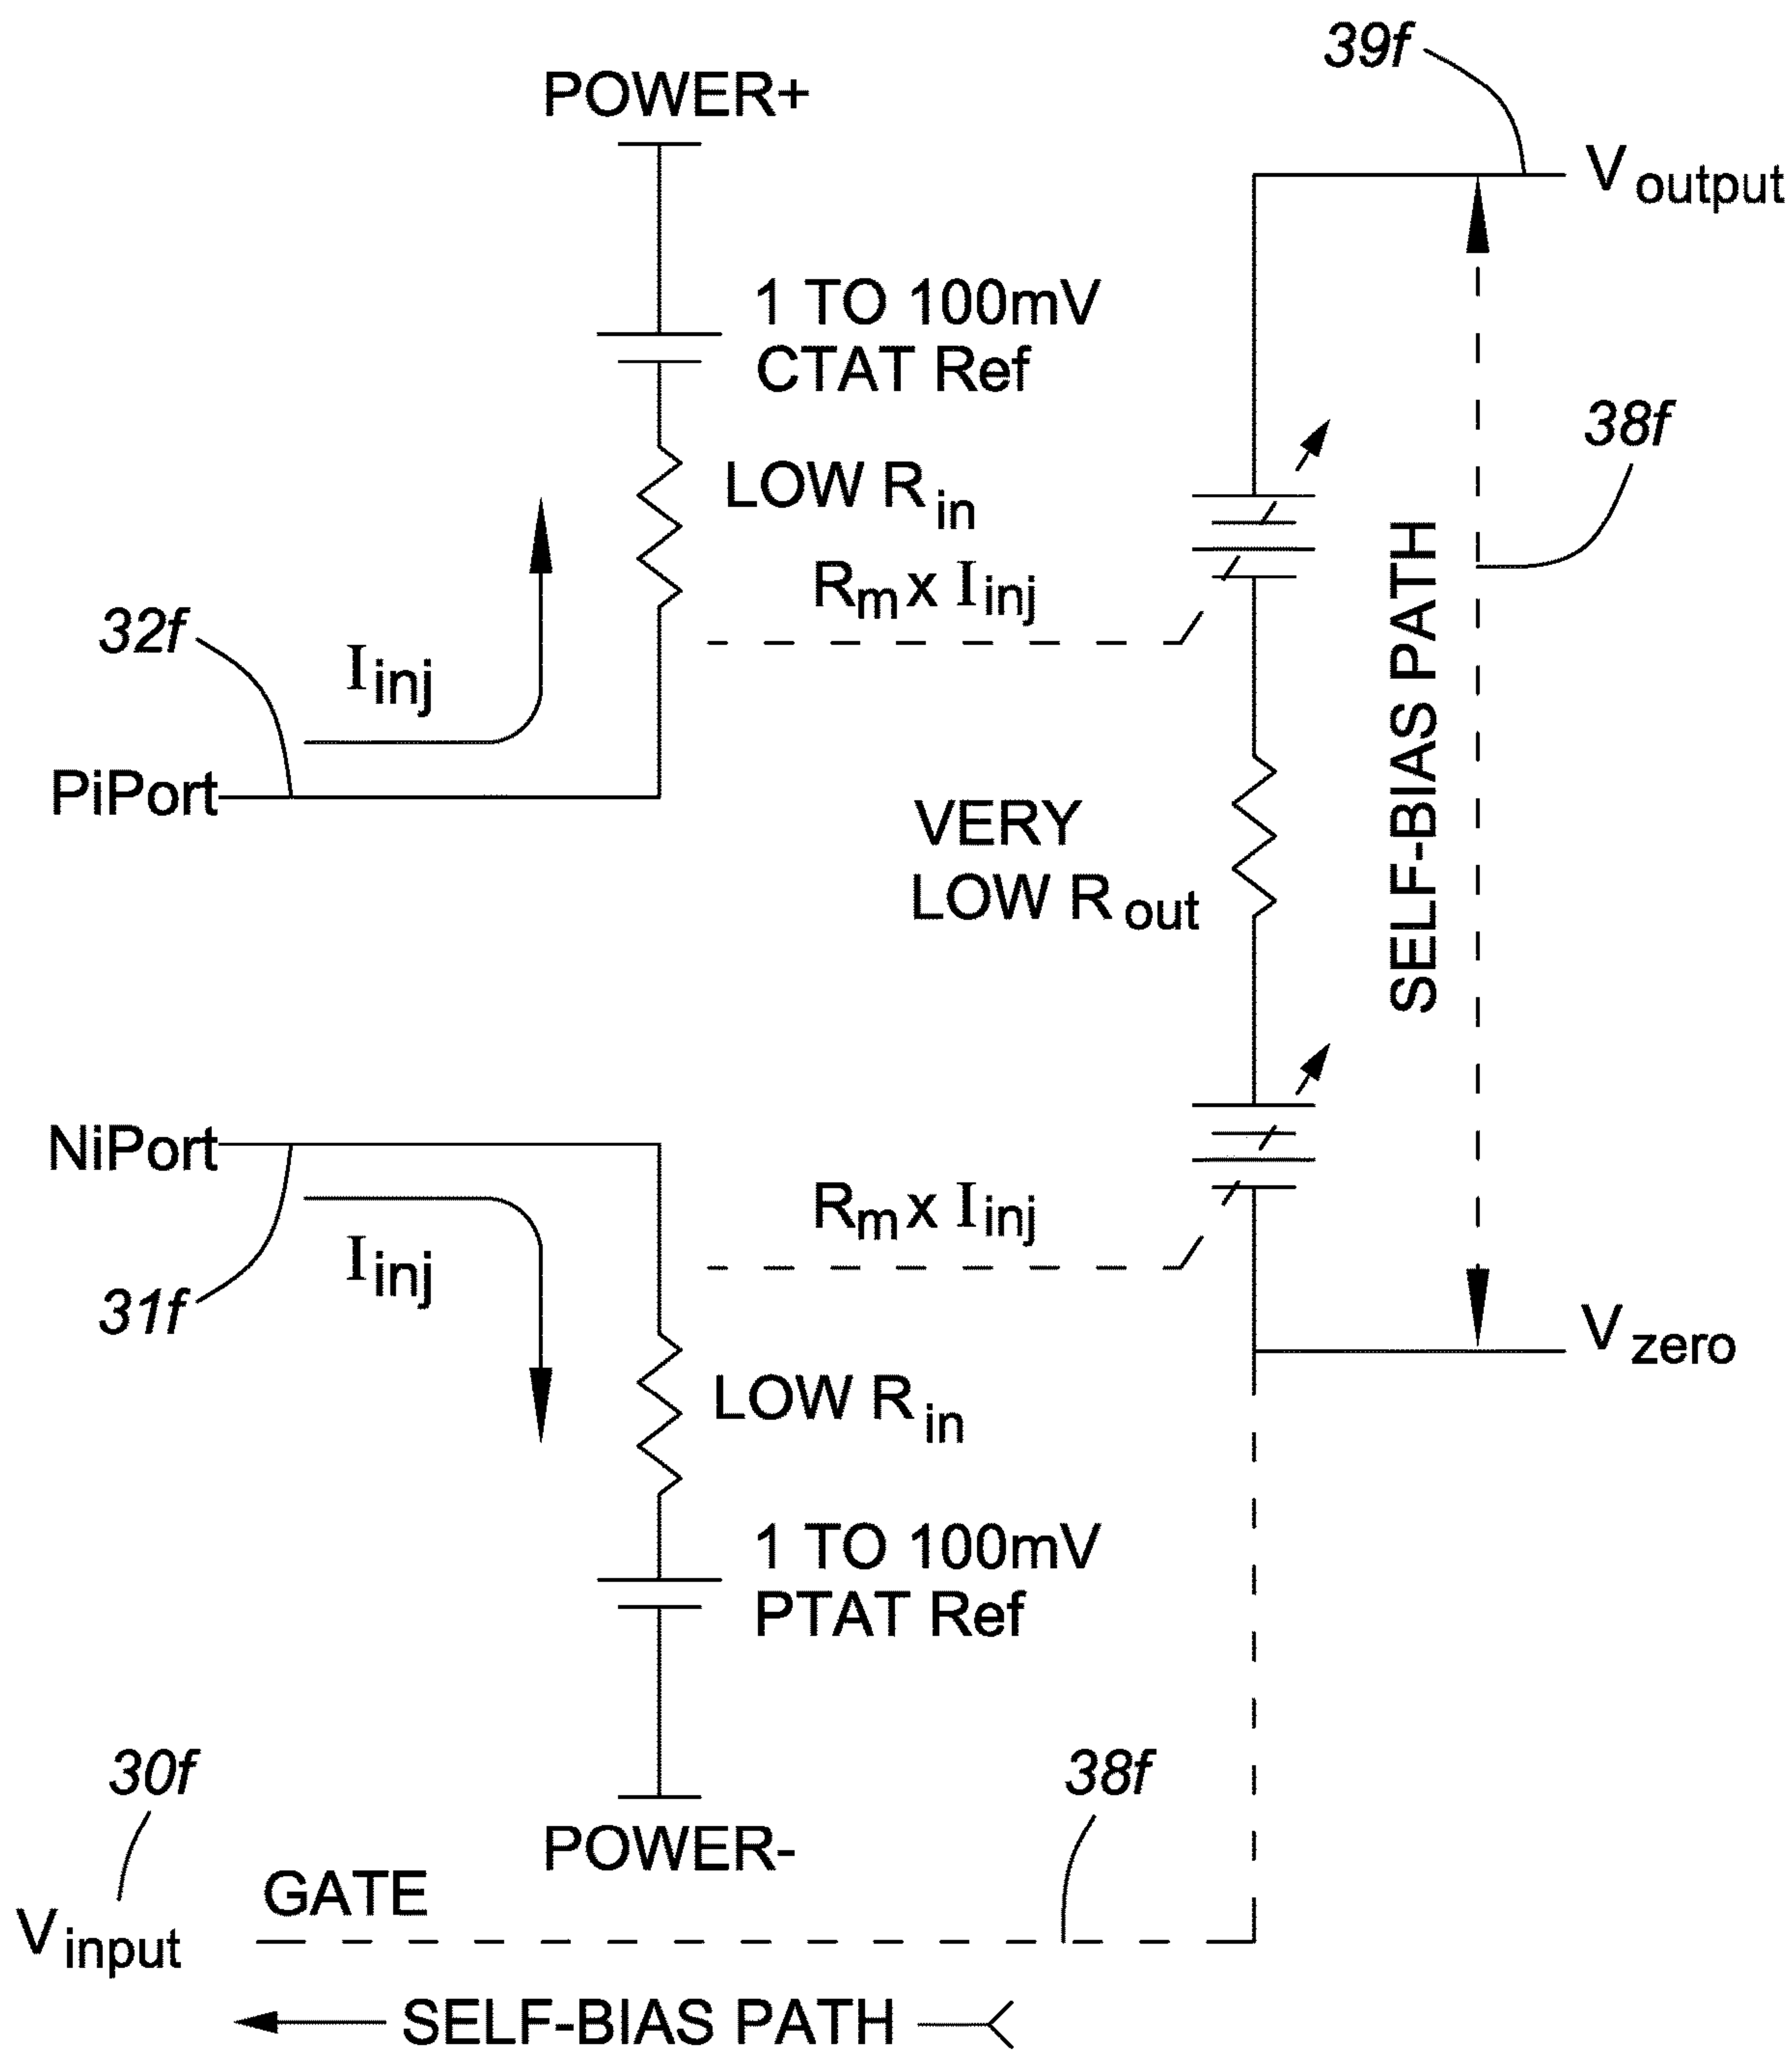 39f
POWER+
V output
1 TO 100mV
CTAT Ref
38f
LOW R in
R m x I inj
32f
I inj
SELF-BIAS PATH
PiPort
VERY
LOW R out
NiPort
R m x I inj
I inj
31f
V zero
LOW R in
1 TO 100mV
PTAT Ref
30f
38f
POWER-
GATE
V input
SELF-BIAS PATH